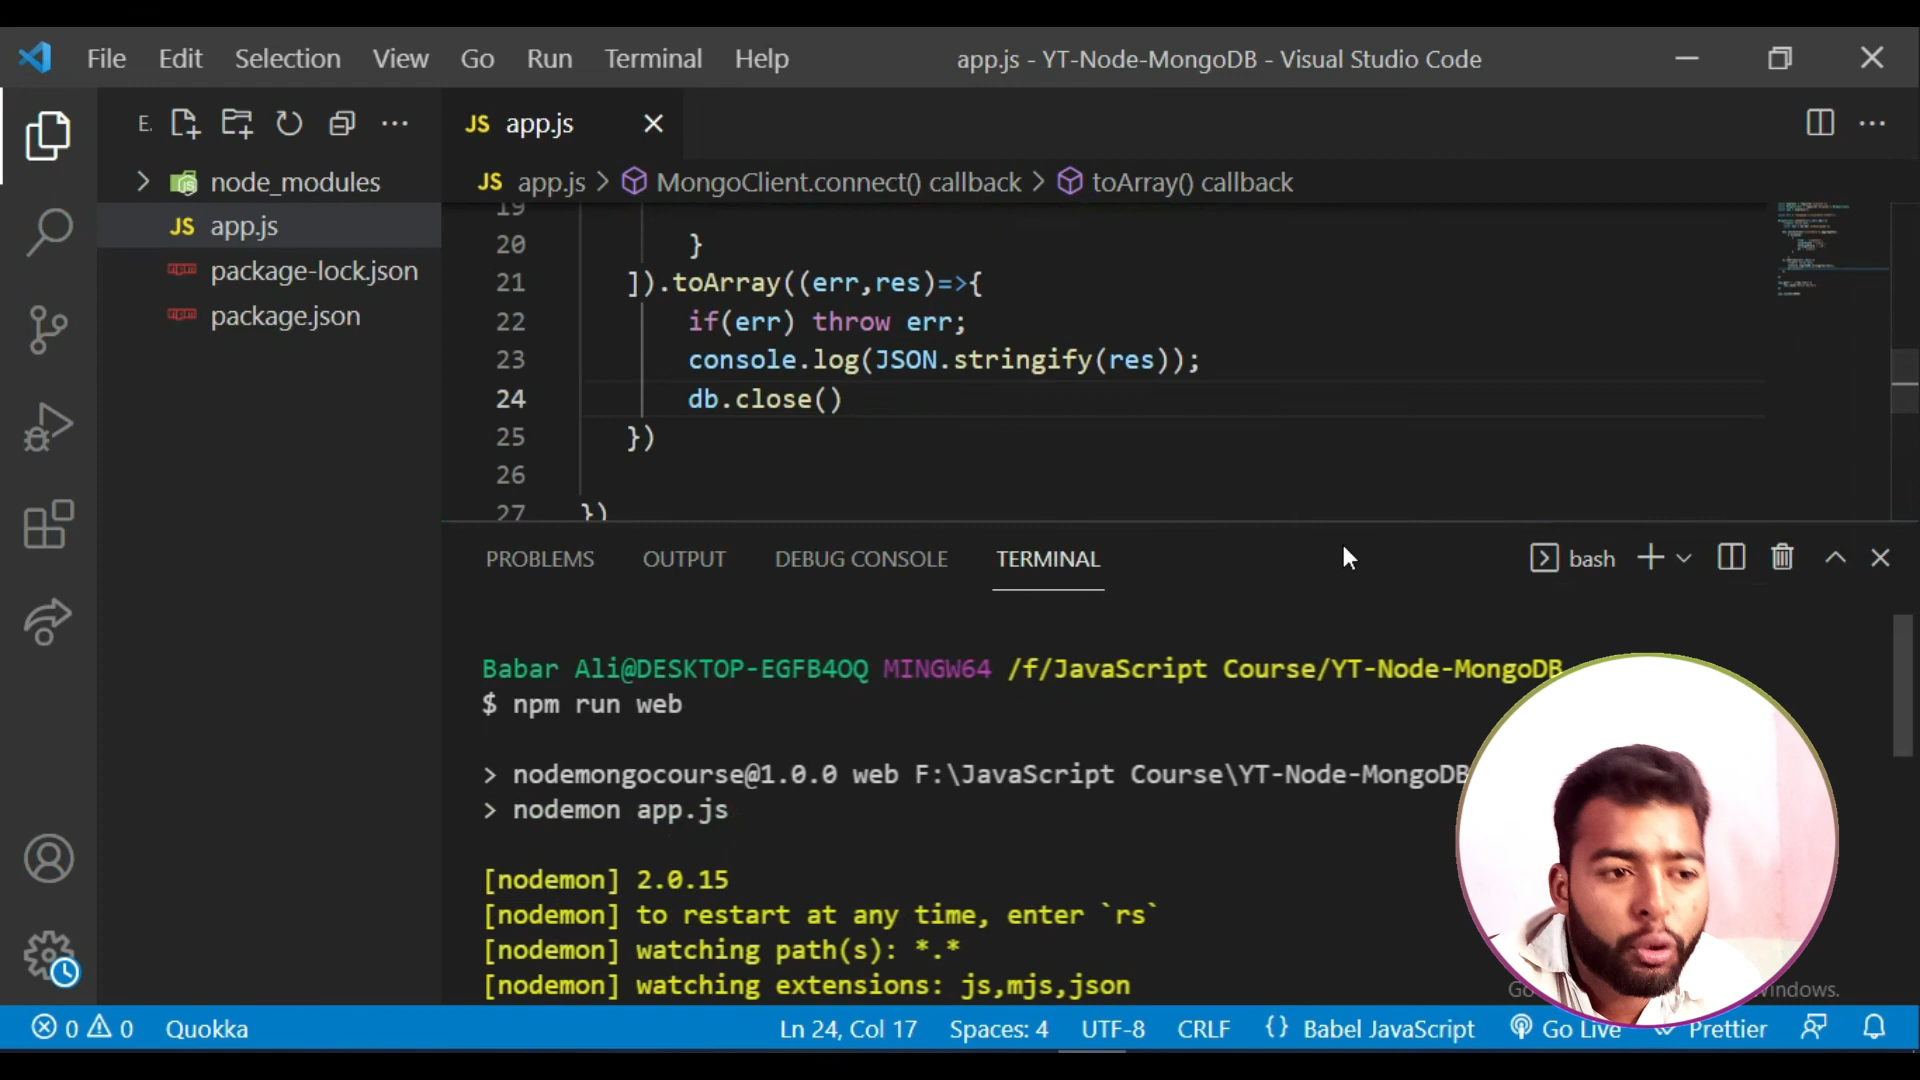 File Edit Selection View Go Run Terminal Help app.js - YT-Node-MongoDB - Visual Studio Code
E.
JS app.js
node_modules
JS app.js > MongoClient.connect() callback > toArray() callback
JS app.js
package-lock.json
package.json
19
20 }
21 ]).toArray((err,res)=>{
22 if(err) throw err;
23 console.log(JSON.stringify(res));
24 db.close()
25 })
26
27 })
PROBLEMS OUTPUT DEBUG CONSOLE TERMINAL bash
Babar Ali@DESKTOP-EGFB4OQ MINGW64 /f/JavaScript Course/YT-Node-MongoDB
$ npm run web
> nodemongocourse@1.0.0 web F:\JavaScript Course\YT-Node-MongoDB
> nodemon app.js
[nodemon] 2.0.15
[nodemon] to restart at any time, enter `rs`
[nodemon] watching path(s): *.*
[nodemon] watching extensions: js,mjs,json
Windows.
0 0 Quokka Ln 24, Col 17 Spaces: 4 UTF-8 CRLF {} Babel JavaScript Go Live Prettier